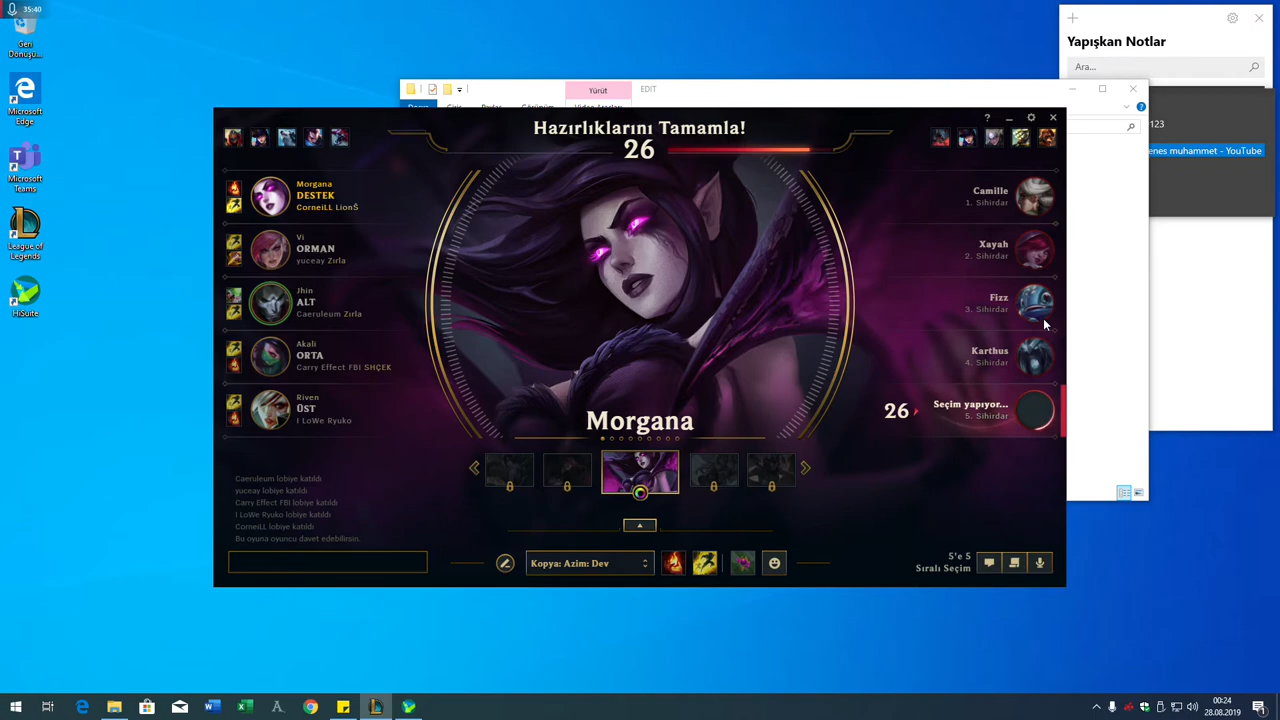 35:40
Geri
Dönüşü...
Microsoft
Edge
Microsoft
Teams
League of
Legends
HiSuite
Yapışkan Notlar
Ara...
123
enes muhammet - YouTube
Yürüt
EDIT
Hazırlıklarını Tamamla!
26
Morgana
DESTEK
CorneiLL LionŠ
Vi
ORMAN
yuceay Zırla
Jhin
ALT
Caeruleum Zırla
Akali
ORTA
Carry Effect FBI SHÇEK
Riven
ÜST
I LoWe Ryuko
Camille
1. Sihirdar
Xayah
2. Sihirdar
Fizz
3. Sihirdar
Karthus
4. Sihirdar
26
Seçim yapıyor...
5. Sihirdar
Morgana
Caeruleum lobiye katıldı
yuceay lobiye katıldı
Carry Effect FBI lobiye katıldı
I LoWe Ryuko lobiye katıldı
CorneiLL lobiye katıldı
Bu oyuna oyuncu davet edebilirsin.
Kopya: Azim: Dev
5'e 5
Sıralı Seçim
00:24
28.08.2019